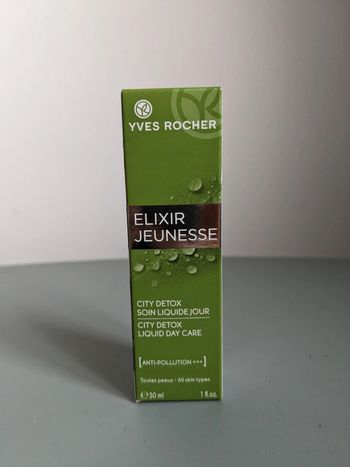 YVES ROCHER
ELIXIR
JEUNESSE
CITY DETOX
SOIN LIQUIDE JOUR
CITY DETOX
LIQUID DAY CARE
[ANTI-POLLUTION +++]
Toutes peaux - All skin types
℮ 30 ml 1 fl.oz.